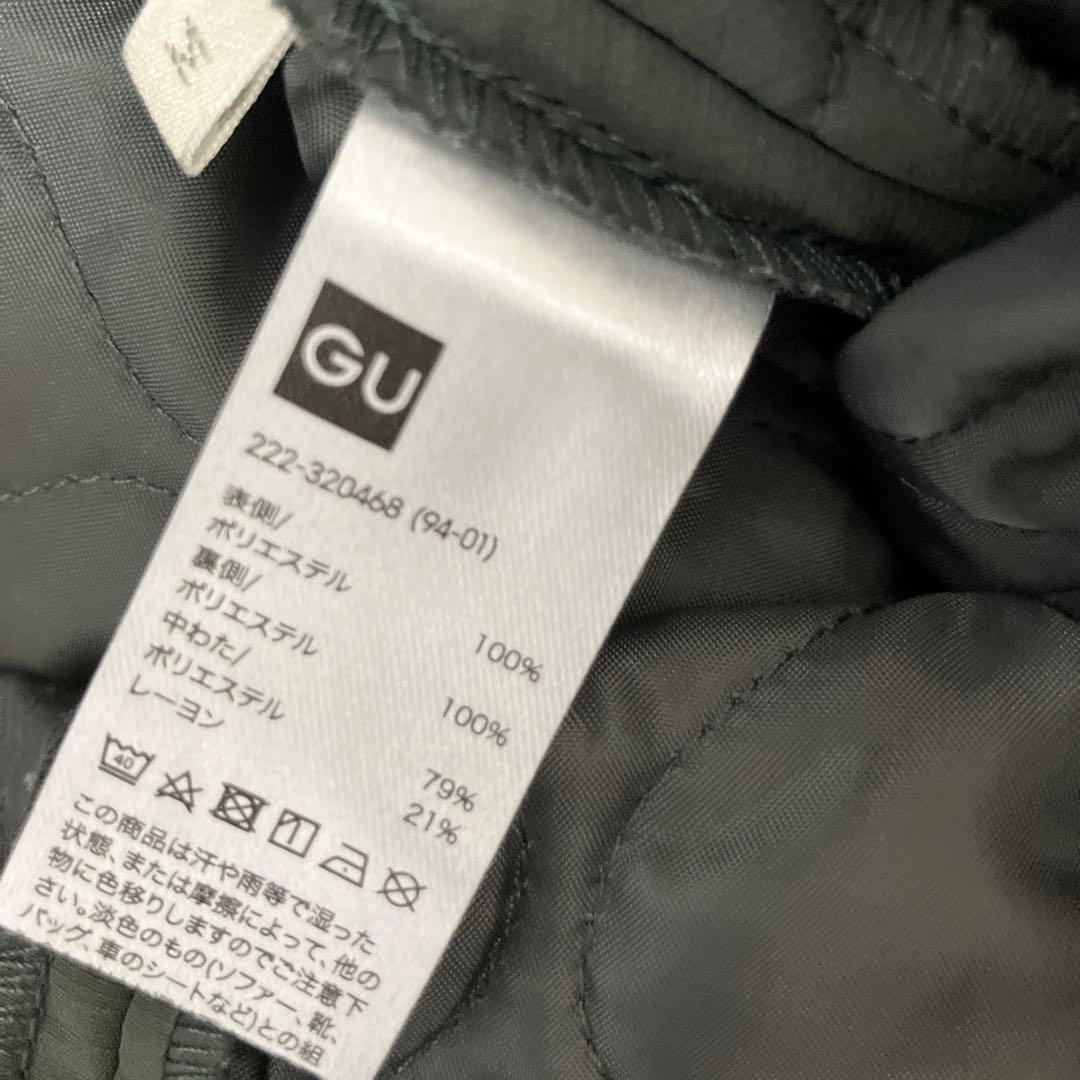 M
GU
222-320468 (94-01)
表側/
ポリエステル 100%
裏側/
ポリエステル 100%
中わた/
ポリエステル 79%
レーヨン 21%
40
この商品は汗や雨等で湿った
状態、または摩擦によって、他の
物に色移りしますのでご注意下
さい。淡色のもの(ソファー、靴、
バッグ、車のシートなど)との組